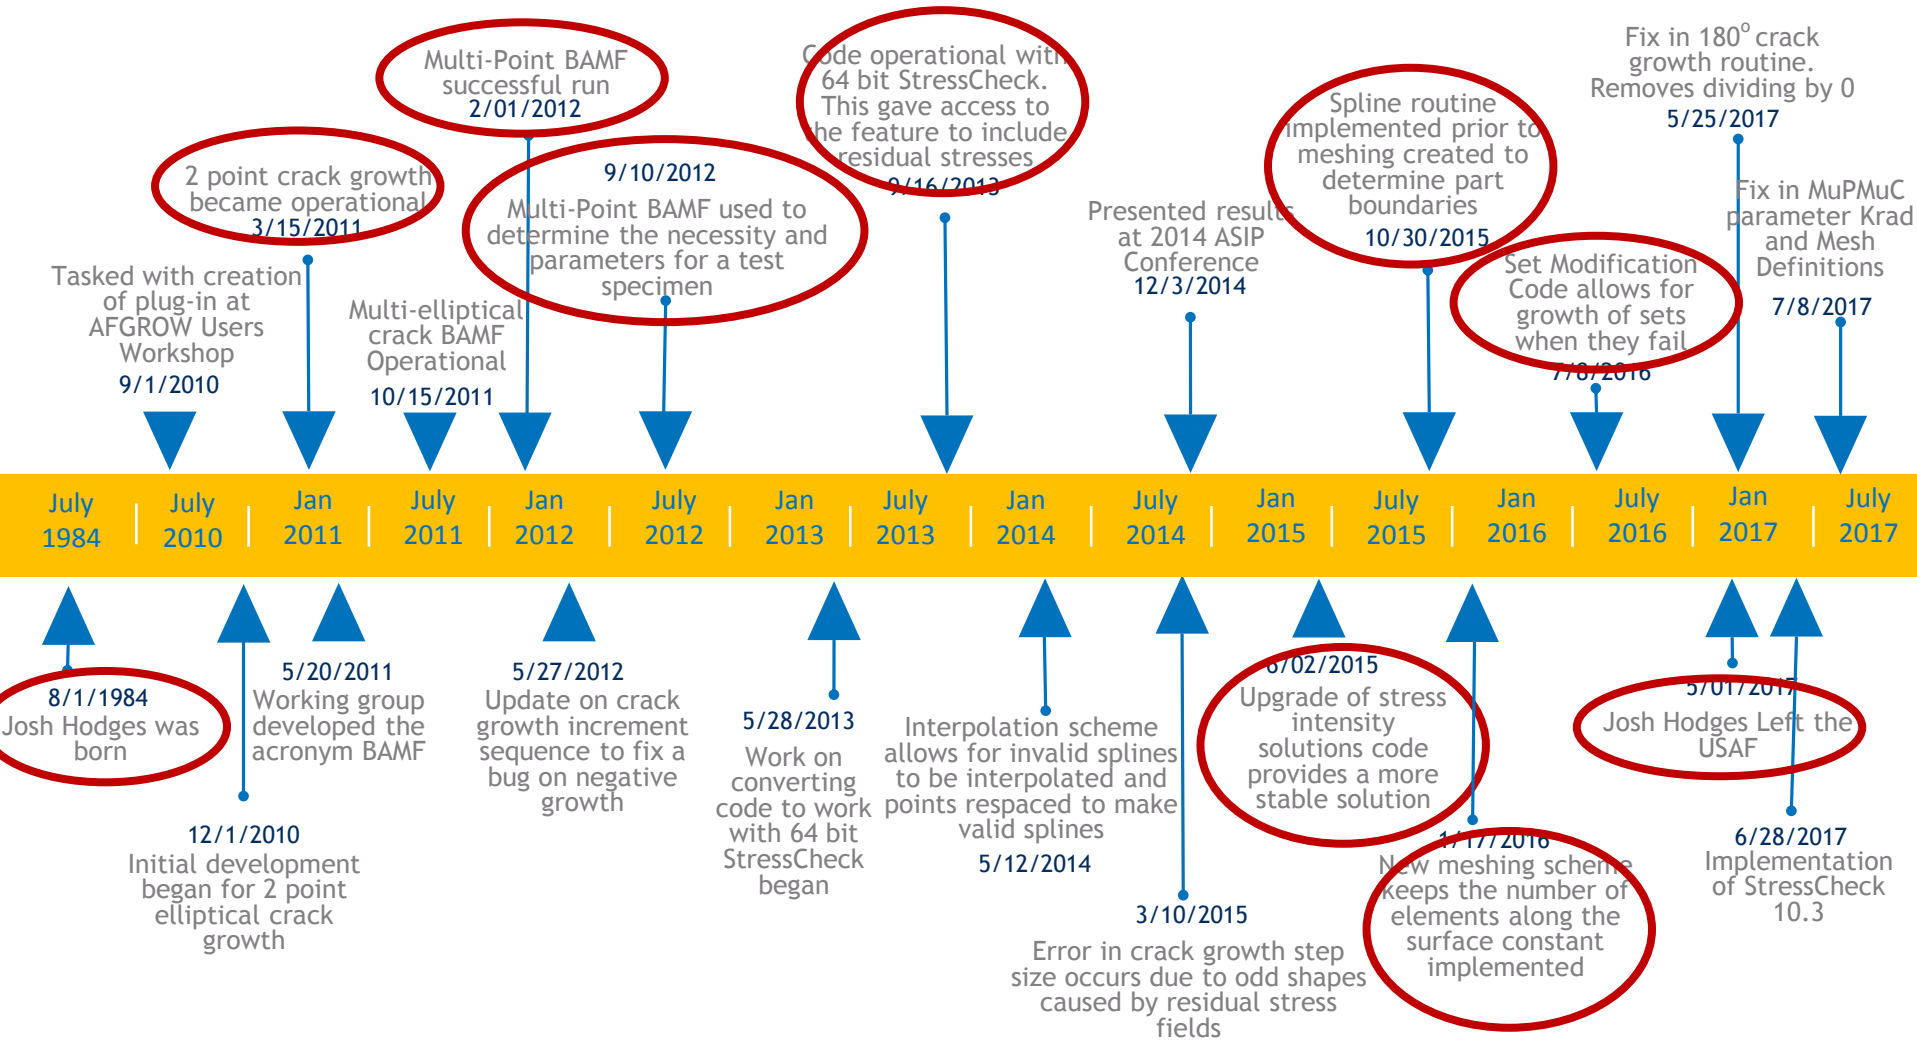 Multi-Point BAMF
successful run
2/01/2012
Code operational with
64 bit StressCheck.
This gave access to
the feature to include
residual stresses
9/16/2013
Fix in 180° crack
growth routine.
Removes dividing by 0
5/25/2017
Spline routine
implemented prior to
meshing created to
determine part
boundaries
10/30/2015
2 point crack growth
became operational
3/15/2011
9/10/2012
Multi-Point BAMF used to
determine the necessity and
parameters for a test
specimen
Presented results
at 2014 ASIP
Conference
12/3/2014
Fix in MuPMuC
parameter Krad
and Mesh
Definitions
7/8/2017
Tasked with creation
of plug-in at
AFGROW Users
Workshop
9/1/2010
Multi-elliptical
crack BAMF
Operational
10/15/2011
Set Modification
Code allows for
growth of sets
when they fail
7/8/2016
July
1984
July
2010
Jan
2011
July
2011
Jan
2012
July
2012
Jan
2013
July
2013
Jan
2014
July
2014
Jan
2015
July
2015
Jan
2016
July
2016
Jan
2017
July
2017
8/1/1984
Josh Hodges was
born
12/1/2010
Initial development
began for 2 point
elliptical crack
growth
5/20/2011
Working group
developed the
acronym BAMF
5/27/2012
Update on crack
growth increment
sequence to fix a
bug on negative
growth
5/28/2013
Work on
converting
code to work
with 64 bit
StressCheck
began
Interpolation scheme
allows for invalid splines
to be interpolated and
points respaced to make
valid splines
5/12/2014
3/10/2015
Error in crack growth step
size occurs due to odd shapes
caused by residual stress
fields
6/02/2015
Upgrade of stress
intensity
solutions code
provides a more
stable solution
1/17/2016
New meshing scheme
keeps the number of
elements along the
surface constant
implemented
5/01/2017
Josh Hodges Left the
USAF
6/28/2017
Implementation
of StressCheck
10.3